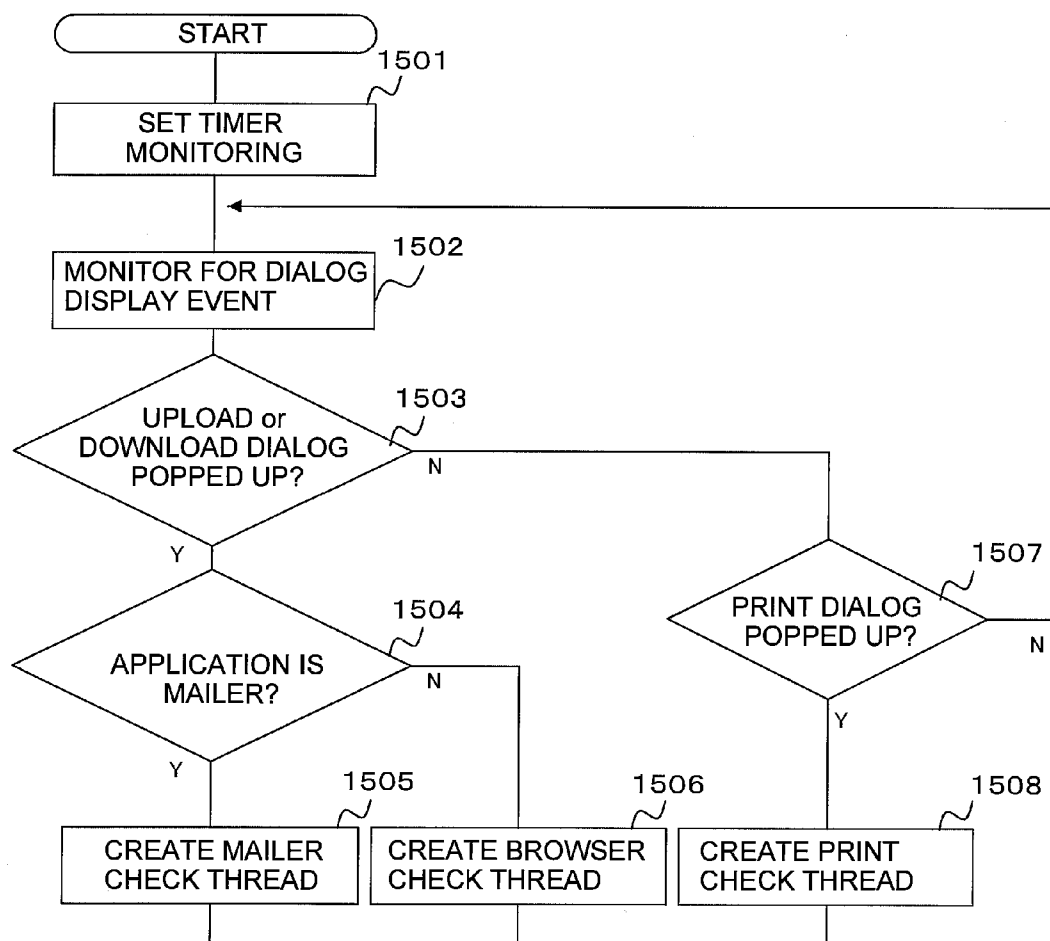 START
1501
SET TIMER
MONITORING
1502
MONITOR FOR DIALOG
DISPLAY EVENT
1503
UPLOAD or
DOWNLOAD DIALOG
POPPED UP?
N
Y
1507
PRINT DIALOG
POPPED UP?
N
Y
1504
APPLICATION IS
MAILER?
N
Y
1505
CREATE MAILER
CHECK THREAD
1506
CREATE BROWSER
CHECK THREAD
1508
CREATE PRINT
CHECK THREAD